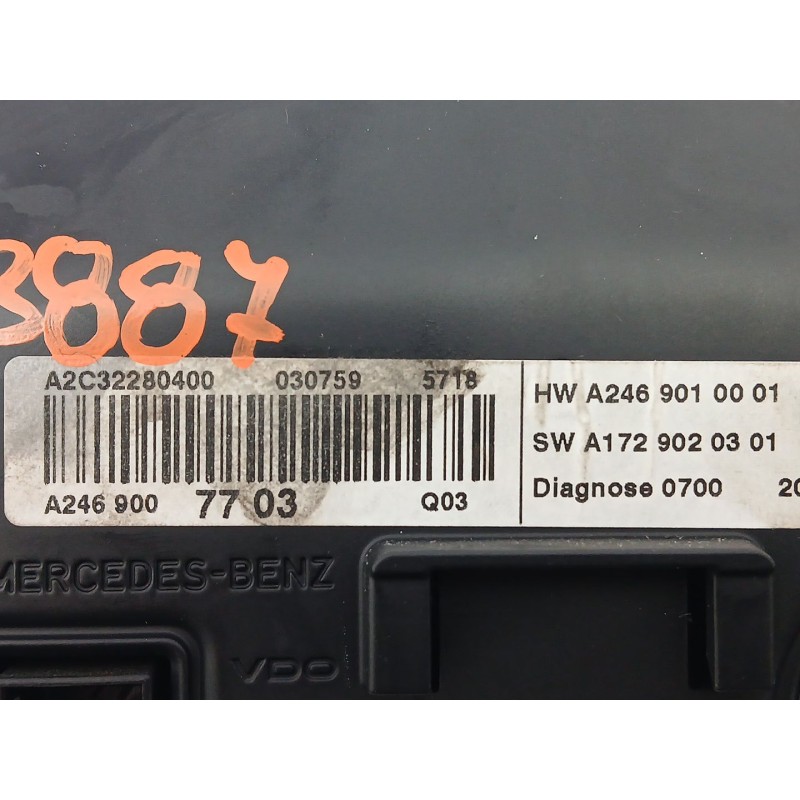 3887
A2C32280400 030759 5718
A246 900 77 03 Q03
HW A246 901 00 01
SW A172 902 03 01
Diagnose 0700 20
MERCEDES-BENZ
VDO